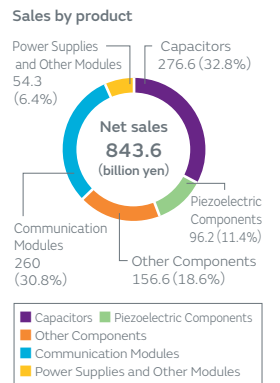 Sales by product
Power Supplies
and Other Modules
54.3
(6.4%)
Capacitors
276.6 (32.8%)
Net sales
843.6
(billion yen)
Piezoelectric
Components
96.2 (11.4%)
Communication
Modules
260
(30.8%)
Other Components
156.6 (18.6%)
Capacitors Piezoelectric Components
Other Components
Communication Modules
Power Supplies and Other Modules